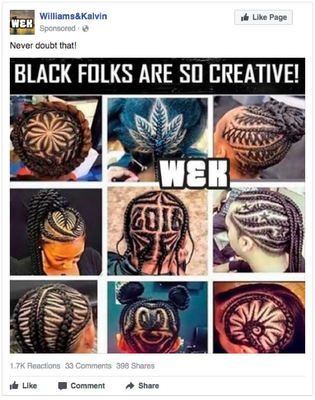 W&K
Williams&Kalvin
Sponsored ·
Like Page
Never doubt that!
BLACK FOLKS ARE SO CREATIVE!
W&K
1.7K Reactions 33 Comments 398 Shares
Like Comment Share